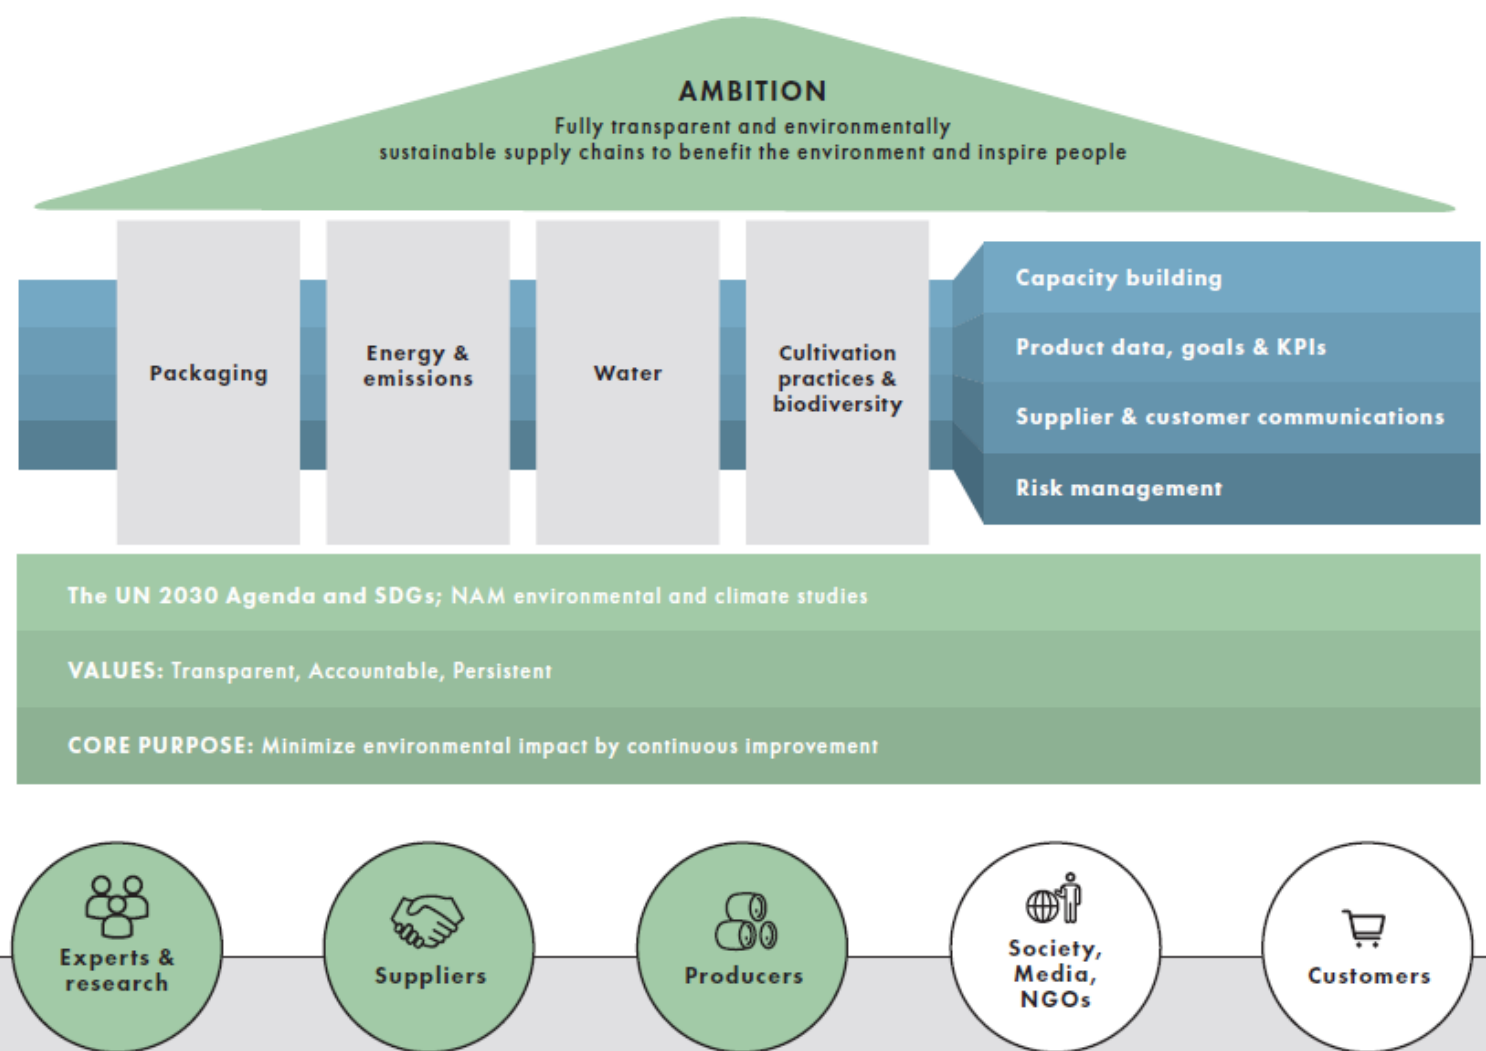 AMBITION
Fully transparent and environmentally
sustainable supply chains to benefit the environment and inspire people
Packaging
Energy &
emissions
Water
Cultivation
practices &
biodiversity
Capacity building
Product data, goals & KPIs
Supplier & customer communications
Risk management
The UN 2030 Agenda and SDGs; NAM environmental and climate studies
VALUES: Transparent, Accountable, Persistent
CORE PURPOSE: Minimize environmental impact by continuous improvement
Experts &
research
Suppliers
Producers
Society,
Media,
NGOs
Customers